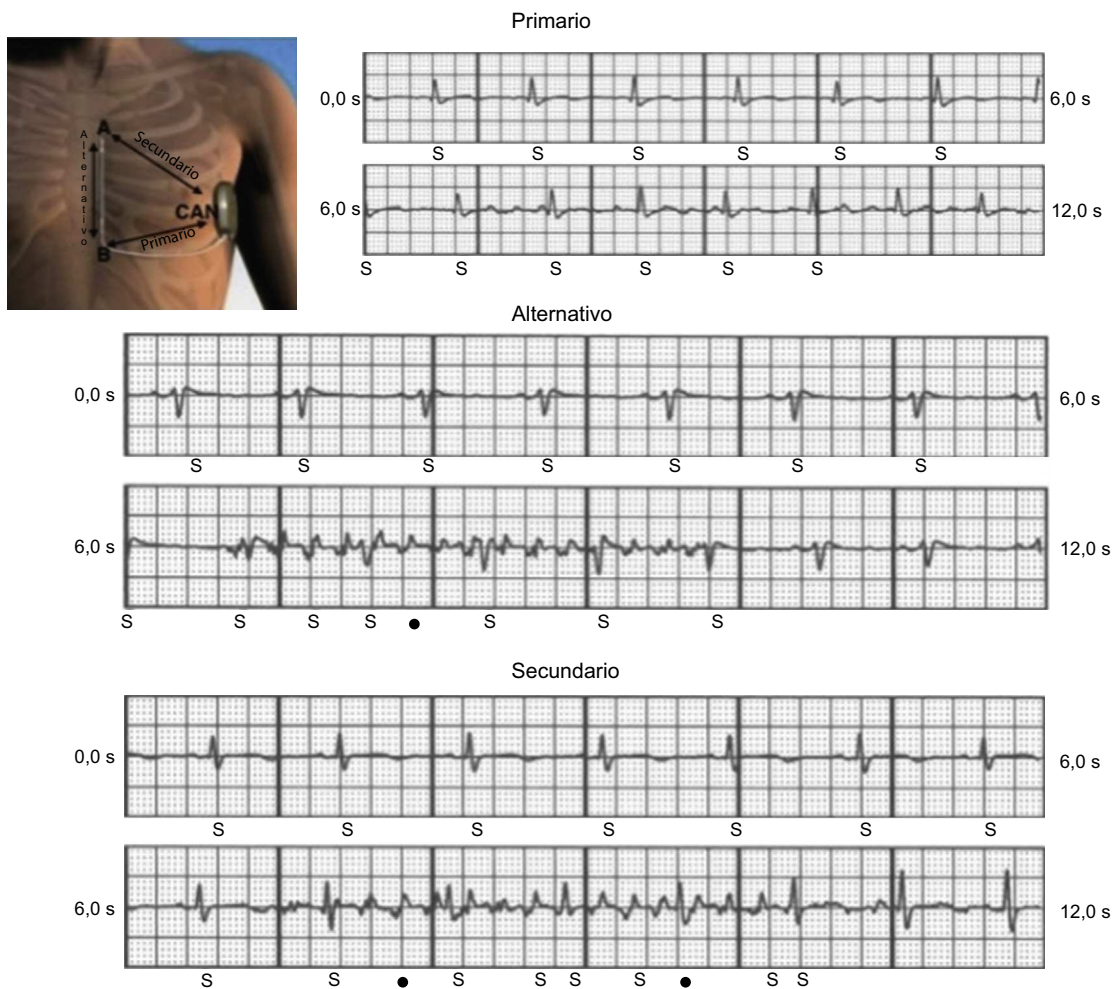 Primario
A
Alternativo
Secundario
CAN
Primario
B
0,0 s
6,0 s
S S S S S S
6,0 s
12,0 s
S S S S S S
Alternativo
0,0 s
6,0 s
S S S S S S S
6,0 s
12,0 s
S S S S ● S S S
Secundario
0,0 s
6,0 s
S S S S S S S
6,0 s
12,0 s
S S ● S S S S ● S S